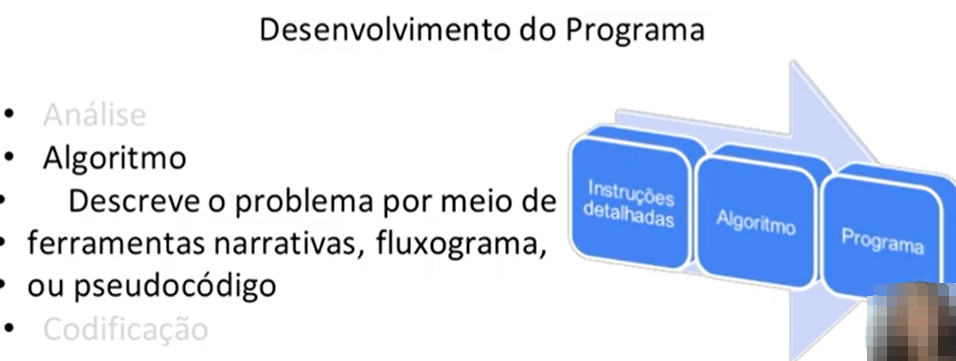 Desenvolvimento do Programa
• Análise
• Algoritmo
• Descreve o problema por meio de
• ferramentas narrativas, fluxograma,
• ou pseudocódigo
• Codificação
Instruções
detalhadas
Algoritmo
Programa